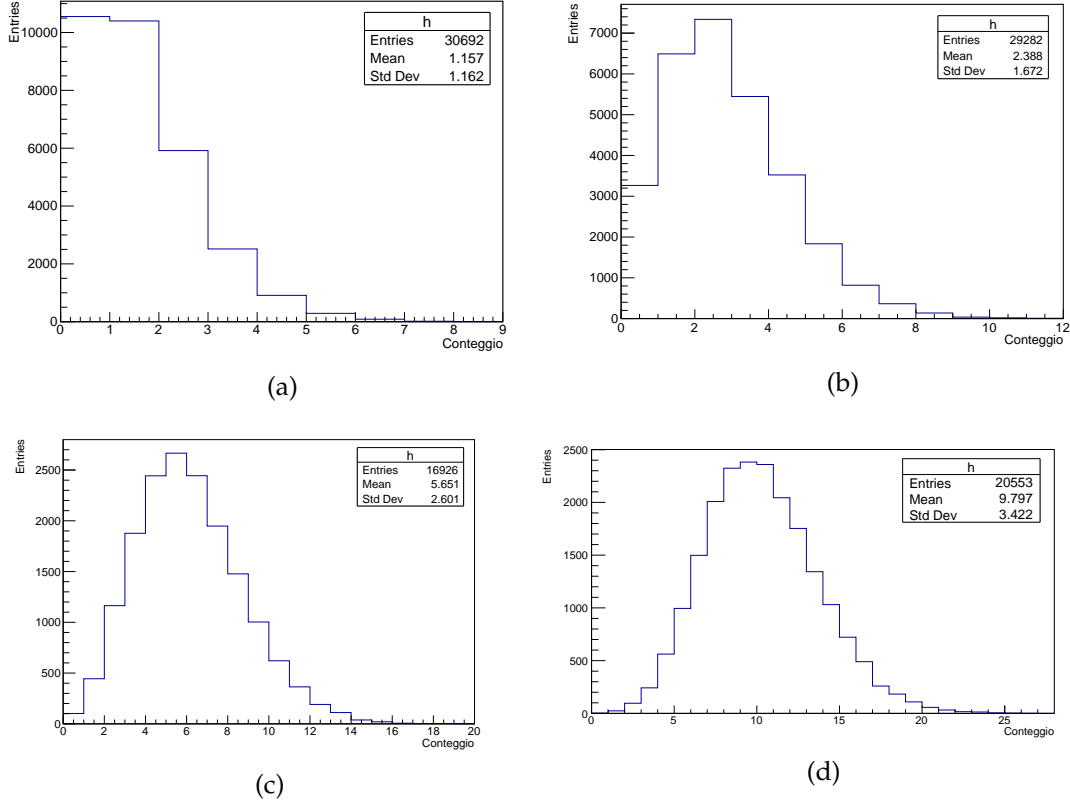 Entries
10000
8000
6000
4000
2000
0
0 1 2 3 4 5 6 7 8 9
Conteggio
h
Entries 30692
Mean 1.157
Std Dev 1.162
(a)
Entries
7000
6000
5000
4000
3000
2000
1000
0
0 2 4 6 8 10 12
Conteggio
h
Entries 29282
Mean 2.388
Std Dev 1.672
(b)
Entries
2500
2000
1500
1000
500
0
0 2 4 6 8 10 12 14 16 18 20
Conteggio
h
Entries 16926
Mean 5.651
Std Dev 2.601
(c)
Entries
2500
2000
1500
1000
500
0
0 5 10 15 20 25
Conteggio
h
Entries 20553
Mean 9.797
Std Dev 3.422
(d)